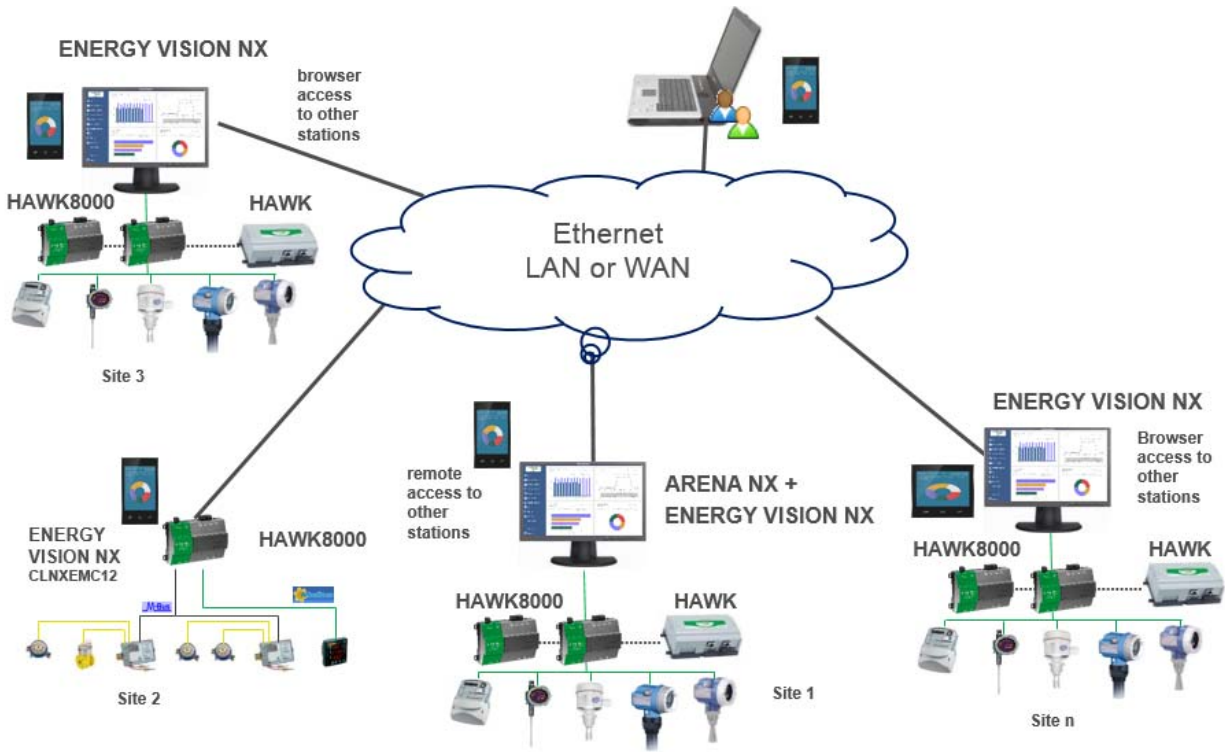 ENERGY VISION NX
browser
access
to other
stations
HAWK8000
HAWK
Site 3
Ethernet
LAN or WAN
ENERGY
VISION NX
CLNXEMC12
HAWK8000
M-Bus
Site 2
remote
access to
other
stations
ARENA NX +
ENERGY VISION NX
HAWK8000
HAWK
Site 1
ENERGY VISION NX
Browser
access to
other
stations
HAWK8000
HAWK
Site n